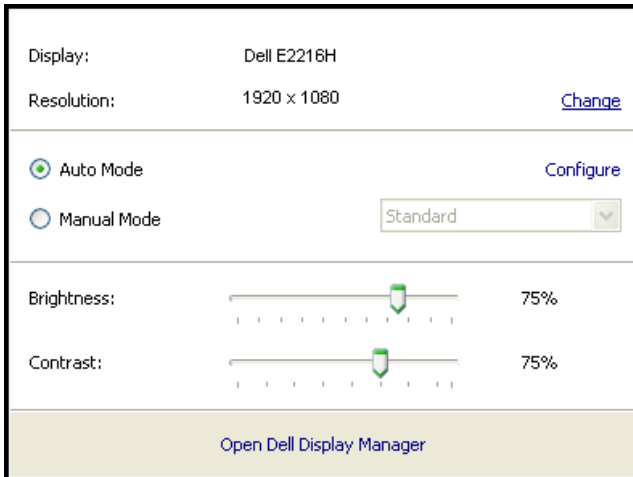 Display: Dell E2216H
Resolution: 1920 x 1080 Change
Auto Mode Configure
Manual Mode Standard
Brightness: 75%
Contrast: 75%
Open Dell Display Manager